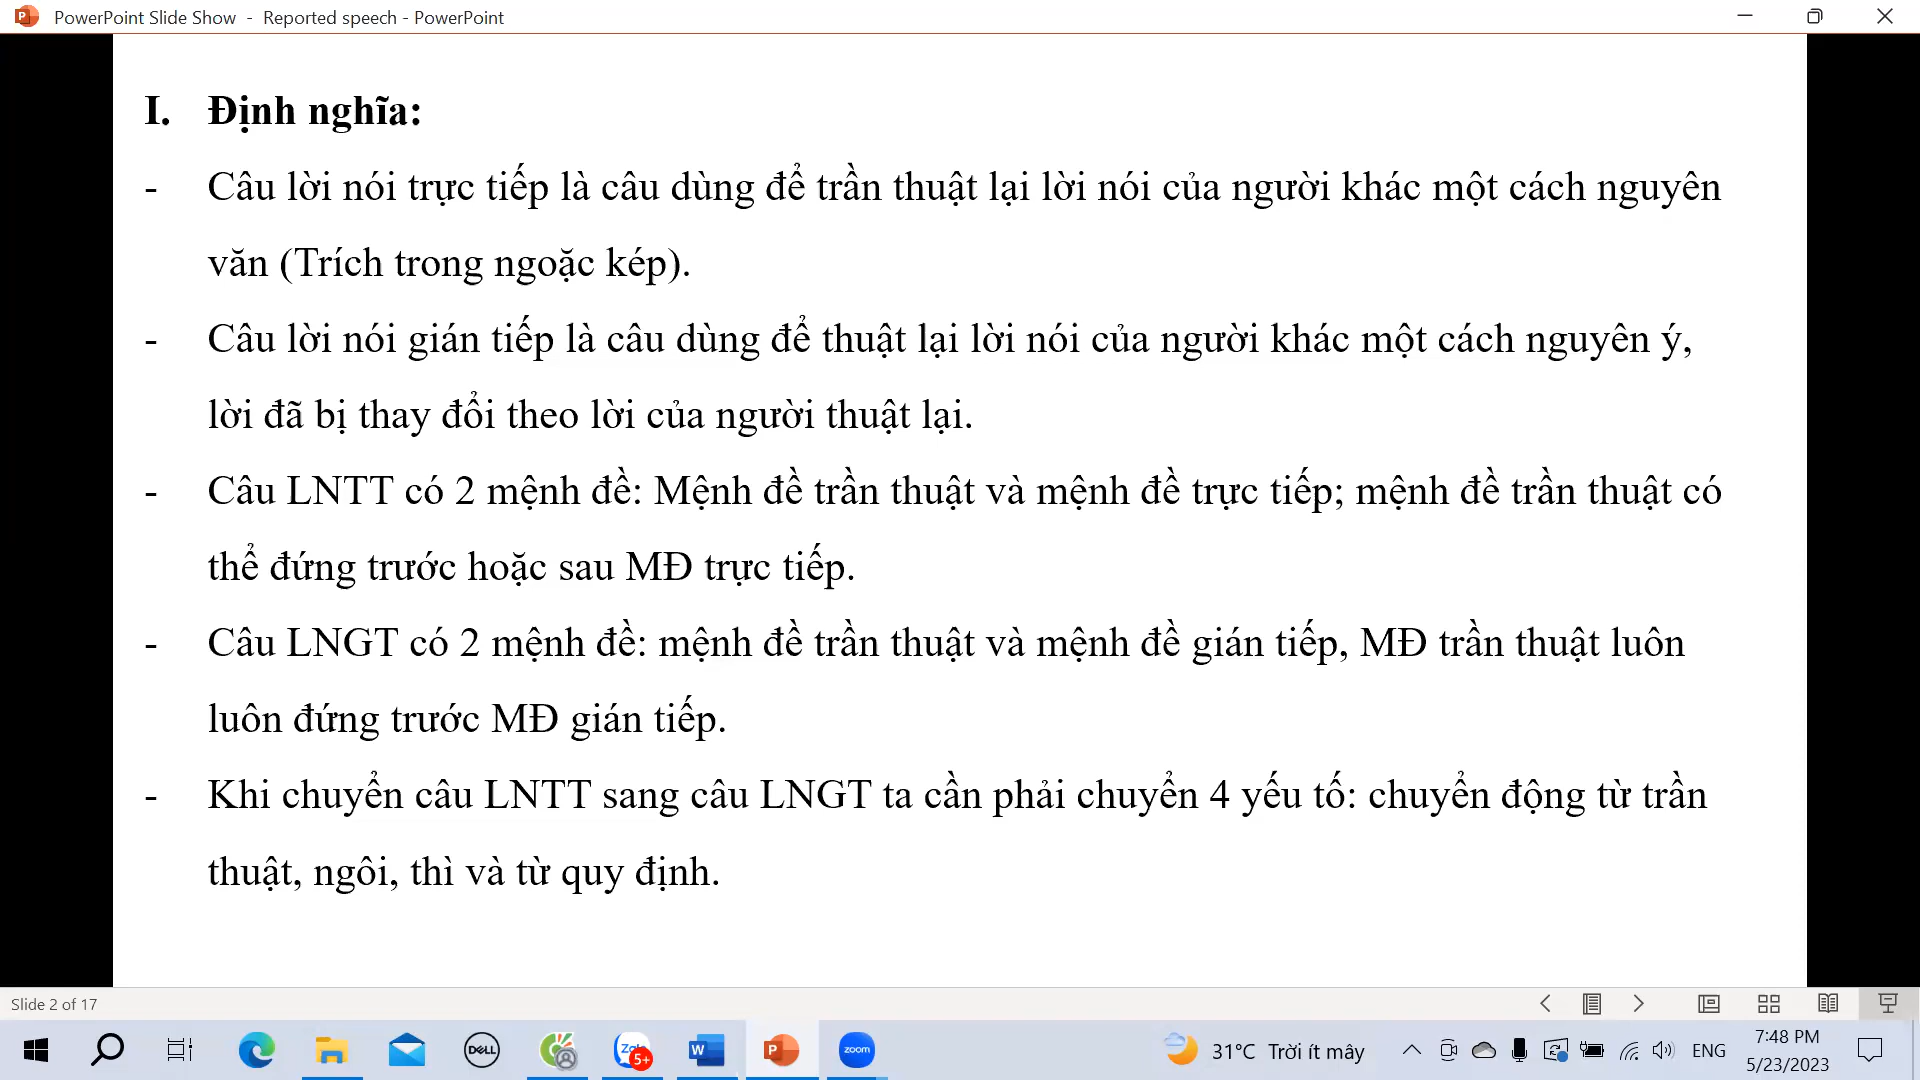 PowerPoint Slide Show - Reported speech - PowerPoint
I. Định nghĩa:
- Câu lời nói trực tiếp là câu dùng để trần thuật lại lời nói của người khác một cách nguyên
văn (Trích trong ngoặc kép).
- Câu lời nói gián tiếp là câu dùng để thuật lại lời nói của người khác một cách nguyên ý,
lời đã bị thay đổi theo lời của người thuật lại.
- Câu LNTT có 2 mệnh đề: Mệnh đề trần thuật và mệnh đề trực tiếp; mệnh đề trần thuật có
thể đứng trước hoặc sau MĐ trực tiếp.
- Câu LNGT có 2 mệnh đề: mệnh đề trần thuật và mệnh đề gián tiếp, MĐ trần thuật luôn
luôn đứng trước MĐ gián tiếp.
- Khi chuyển câu LNTT sang câu LNGT ta cần phải chuyển 4 yếu tố: chuyển động từ trần
thuật, ngôi, thì và từ quy định.
Slide 2 of 17
DELL
Zalo
5+
W
P
zoom
31°C Trời ít mây
ENG
7:48 PM
5/23/2023